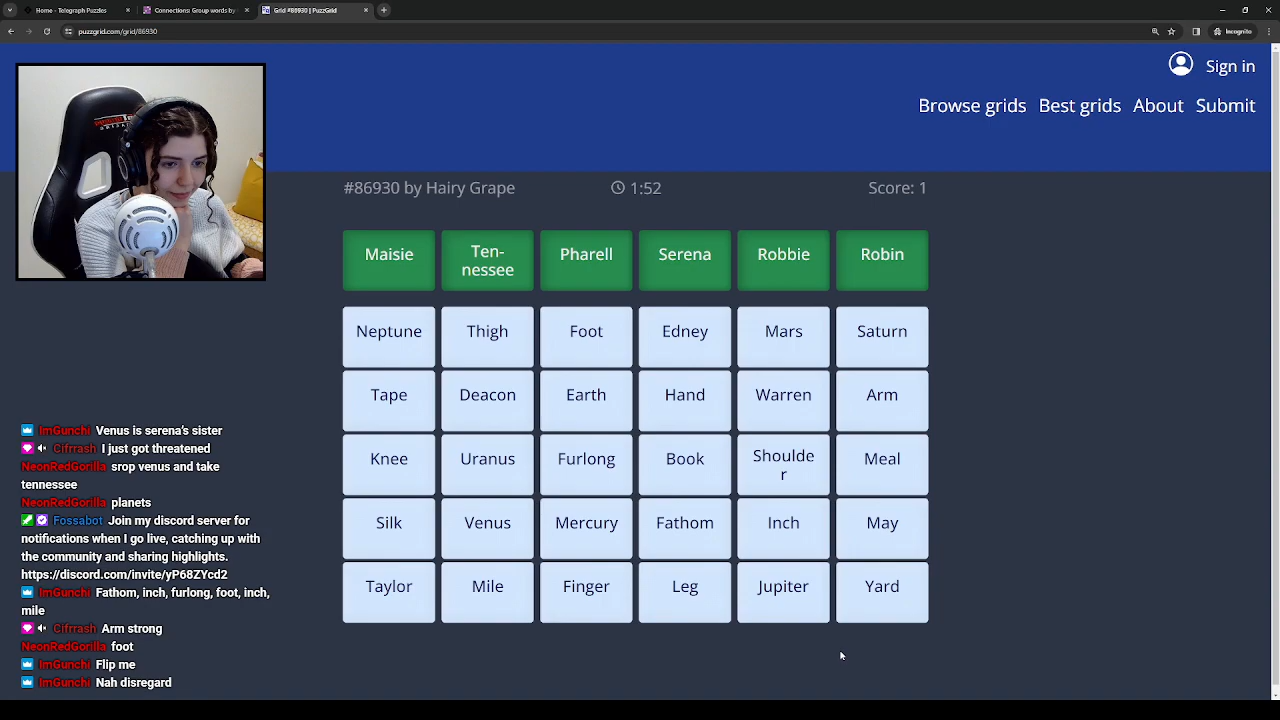 Home - Telegraph Puzzles
Connections: Group words by
Grid #86930 | PuzzGrid
puzzgrid.com/grid/86930
Incognito
Sign in
Browse grids Best grids About Submit
#86930 by Hairy Grape 1:52 Score: 1
Maisie Ten-nessee Pharell Serena Robbie Robin
Neptune Thigh Foot Edney Mars Saturn
Tape Deacon Earth Hand Warren Arm
Knee Uranus Furlong Book Shoulde
r
Meal
Silk Venus Mercury Fathom Inch May
Taylor Mile Finger Leg Jupiter Yard
ImGunchi Venus is serena's sister
Cifrrash I just got threatened
NeonRedGorilla srop venus and take
tennessee
NeonRedGorilla planets
Fossabot Join my discord server for
notifications when I go live, catching up with
the community and sharing highlights.
https://discord.com/invite/yP68ZYcd2
ImGunchi Fathom, inch, furlong, foot, inch,
mile
Cifrrash Arm strong
NeonRedGorilla foot
ImGunchi Flip me
ImGunchi Nah disregard